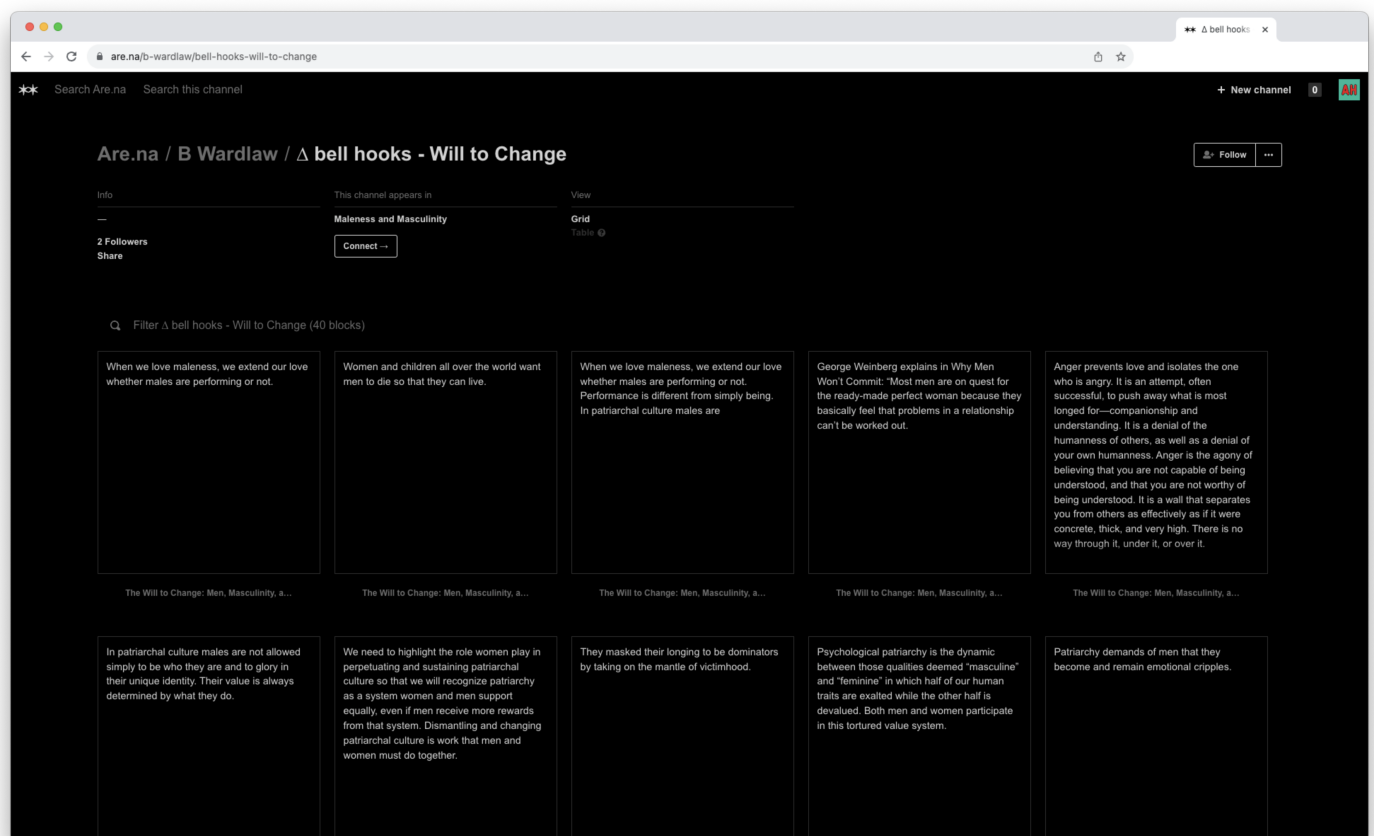 Δ bell hooks
are.na/b-wardlaw/bell-hooks-will-to-change
Search Are.na Search this channel
+ New channel 0 AH
Are.na / B Wardlaw / Δ bell hooks - Will to Change
Follow ···
Info
—
2 Followers
Share
This channel appears in
Maleness and Masculinity
Connect →
View
Grid
Table ?
Filter Δ bell hooks - Will to Change (40 blocks)
When we love maleness, we extend our love
whether males are performing or not.
The Will to Change: Men, Masculinity, a…
Women and children all over the world want
men to die so that they can live.
The Will to Change: Men, Masculinity, a…
When we love maleness, we extend our love
whether males are performing or not.
Performance is different from simply being.
In patriarchal culture males are
The Will to Change: Men, Masculinity, a…
George Weinberg explains in Why Men
Won’t Commit: “Most men are on quest for
the ready-made perfect woman because they
basically feel that problems in a relationship
can’t be worked out.
The Will to Change: Men, Masculinity, a…
Anger prevents love and isolates the one
who is angry. It is an attempt, often
successful, to push away what is most
longed for—companionship and
understanding. It is a denial of the
humanness of others, as well as a denial of
your own humanness. Anger is the agony of
believing that you are not capable of being
understood, and that you are not worthy of
being understood. It is a wall that separates
you from others as effectively as if it were
concrete, thick, and very high. There is no
way through it, under it, or over it.
The Will to Change: Men, Masculinity, a…
In patriarchal culture males are not allowed
simply to be who they are and to glory in
their unique identity. Their value is always
determined by what they do.
We need to highlight the role women play in
perpetuating and sustaining patriarchal
culture so that we will recognize patriarchy
as a system women and men support
equally, even if men receive more rewards
from that system. Dismantling and changing
patriarchal culture is work that men and
women must do together.
They masked their longing to be dominators
by taking on the mantle of victimhood.
Psychological patriarchy is the dynamic
between those qualities deemed “masculine”
and “feminine” in which half of our human
traits are exalted while the other half is
devalued. Both men and women participate
in this tortured value system.
Patriarchy demands of men that they
become and remain emotional cripples.